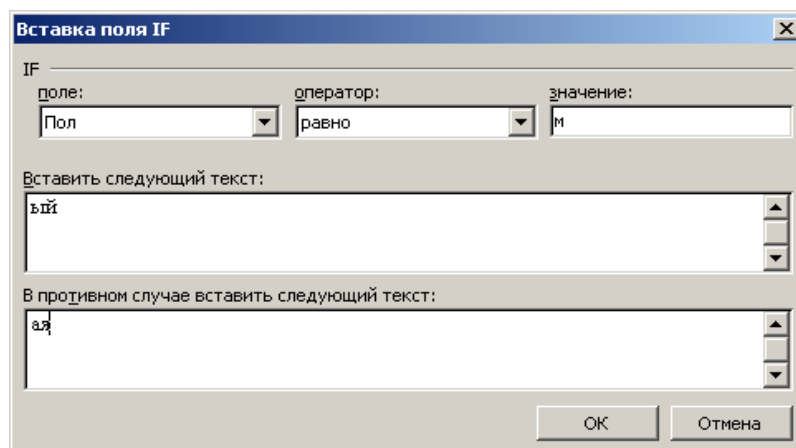 Вставка поля IF
IF
поле: оператор: значение:
Пол равно м
Вставить следующий текст:
ый
В противном случае вставить следующий текст:
ая
ОК Отмена